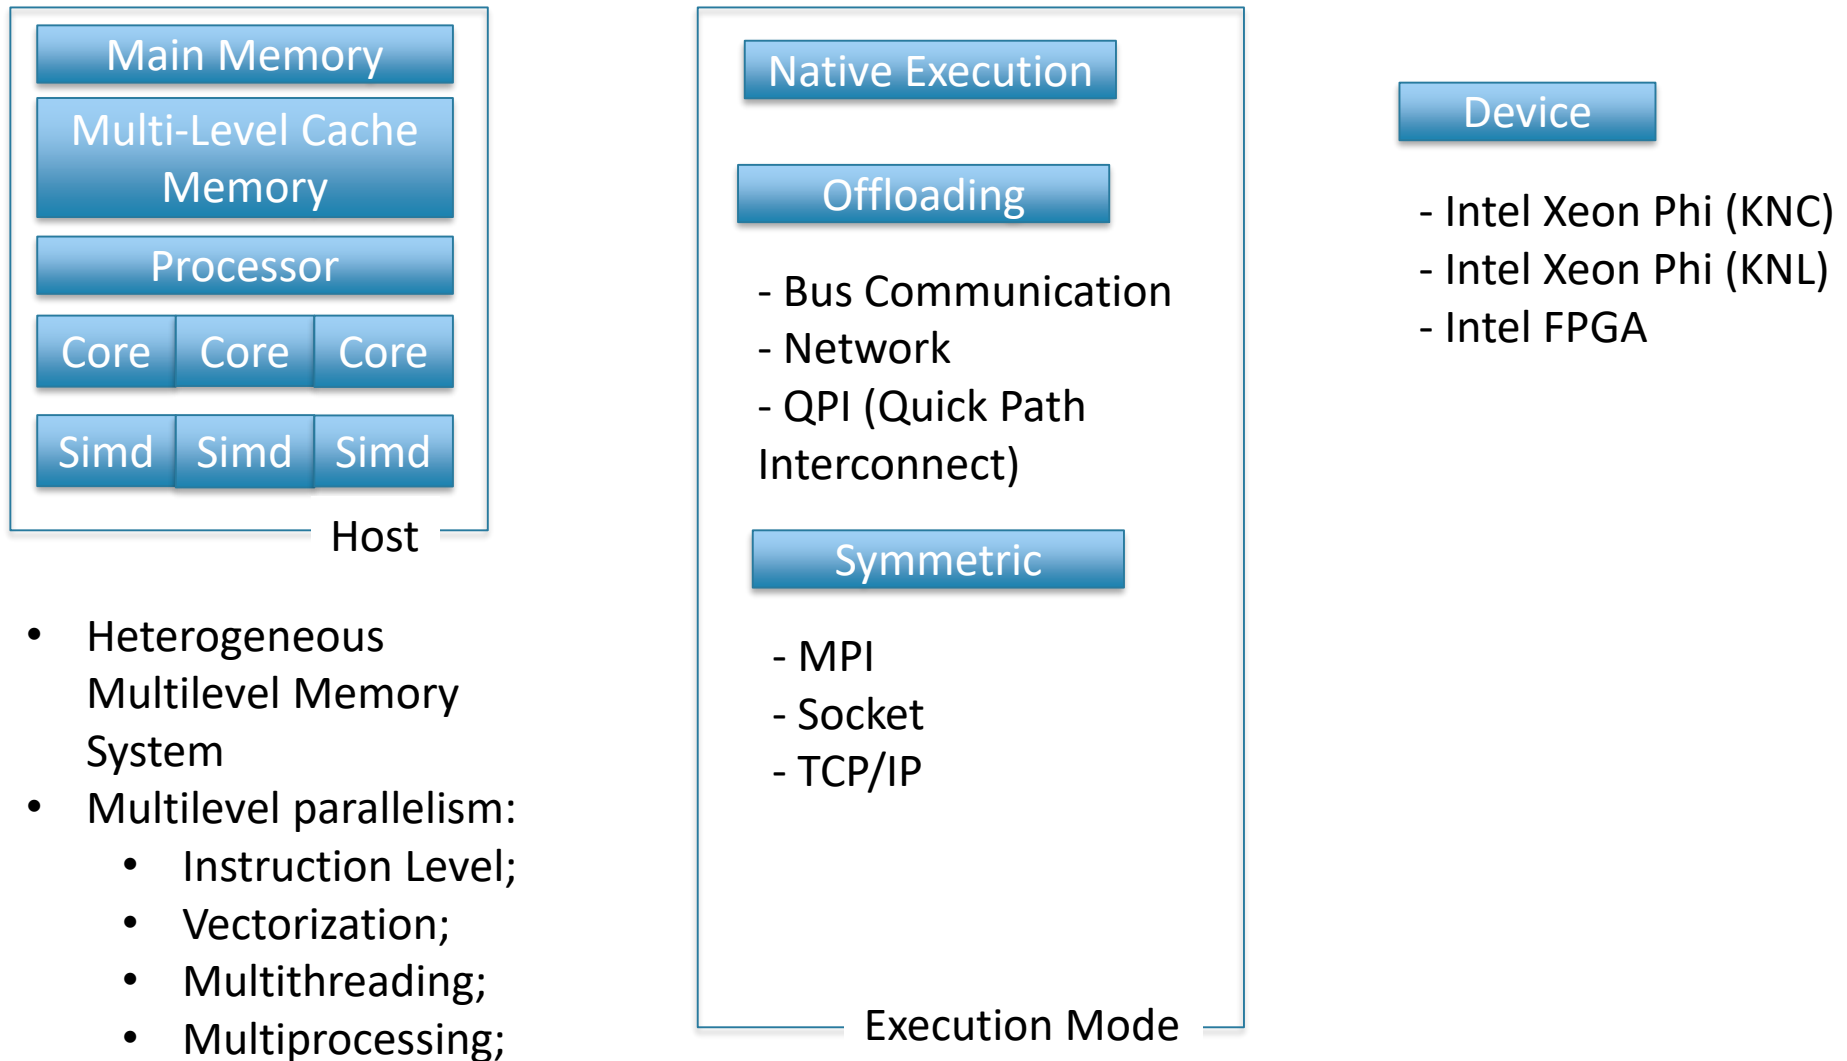 Main Memory
Multi-Level Cache
Memory
Processor
Core Core Core
Simd Simd Simd
Host
• Heterogeneous
Multilevel Memory
System
• Multilevel parallelism:
• Instruction Level;
• Vectorization;
• Multithreading;
• Multiprocessing;
Native Execution
Offloading
- Bus Communication
- Network
- QPI (Quick Path
Interconnect)
Symmetric
- MPI
- Socket
- TCP/IP
Execution Mode
Device
- Intel Xeon Phi (KNC)
- Intel Xeon Phi (KNL)
- Intel FPGA